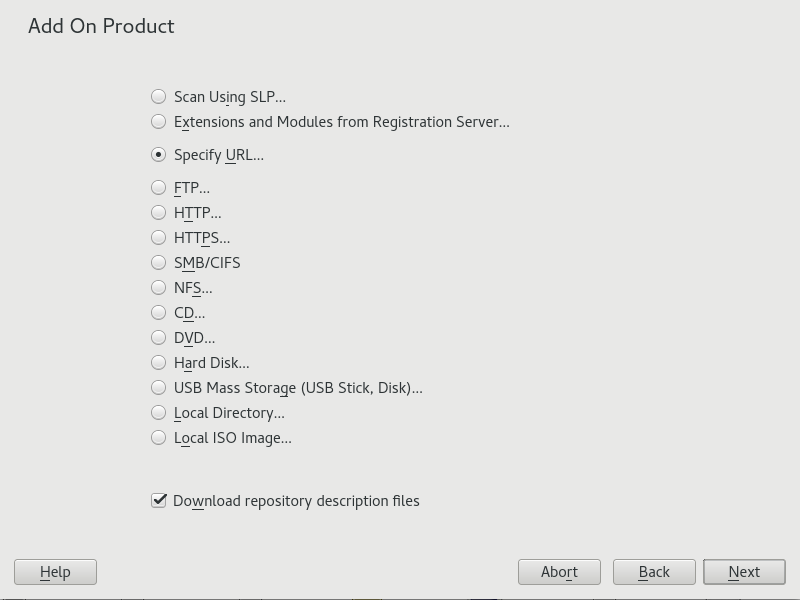 Add On Product
Scan Using SLP...
Extensions and Modules from Registration Server...
Specify URL...
FTP...
HTTP...
HTTPS...
SMB/CIFS
NFS...
CD...
DVD...
Hard Disk...
USB Mass Storage (USB Stick, Disk)...
Local Directory...
Local ISO Image...
Download repository description files
Help Abort Back Next